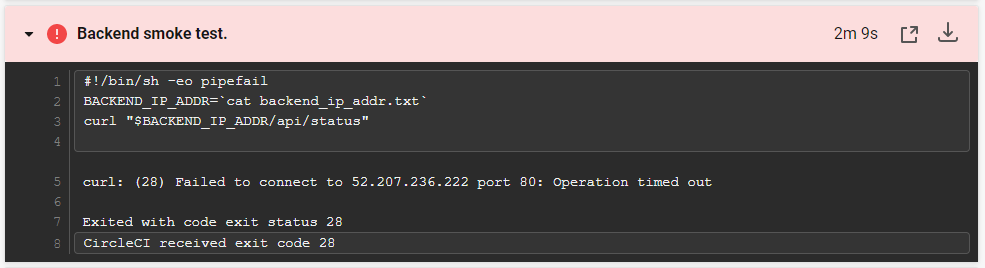 Backend smoke test.
2m 9s
1 #!/bin/sh -eo pipefail
2 BACKEND_IP_ADDR=`cat backend_ip_addr.txt`
3 curl "$BACKEND_IP_ADDR/api/status"
4
5 curl: (28) Failed to connect to 52.207.236.222 port 80: Operation timed out
6
7 Exited with code exit status 28
8 CircleCI received exit code 28